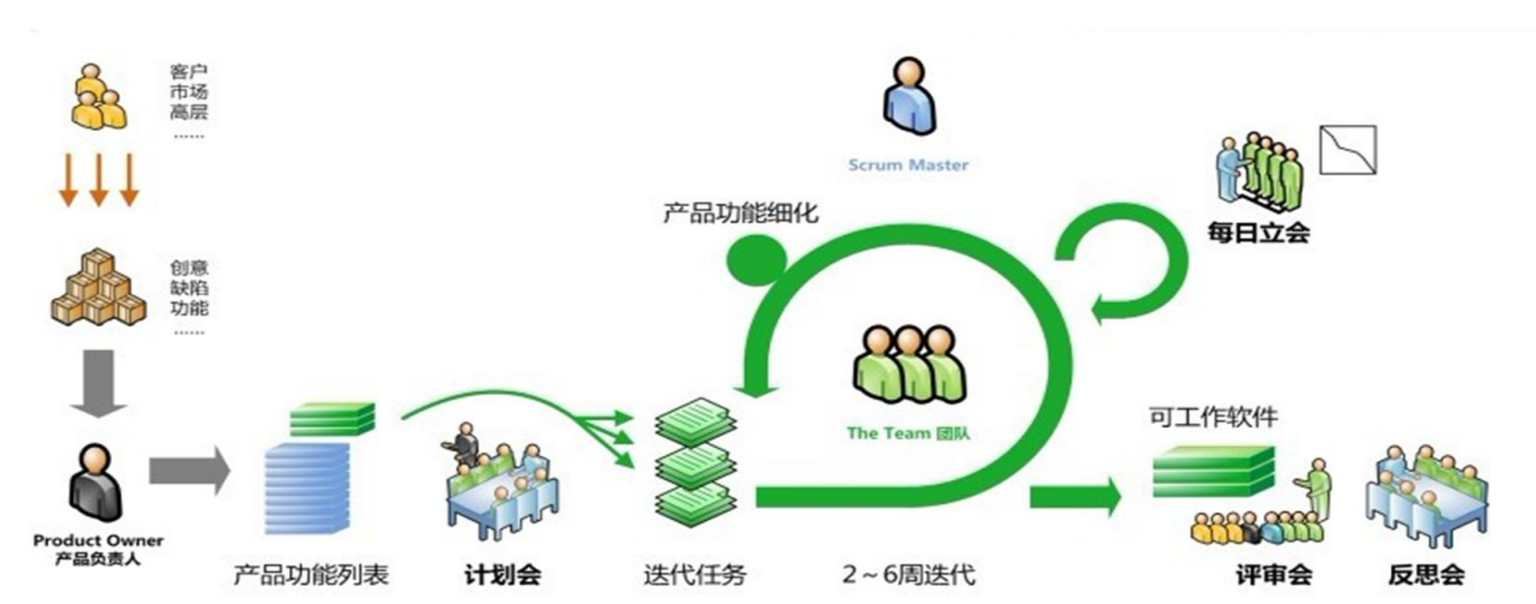 客户
市场
高层
......
创意
缺陷
功能
......
Product Owner
产品负责人
产品功能列表
计划会
迭代任务
产品功能细化
Scrum Master
The Team 团队
2~6周迭代
每日立会
可工作软件
评审会
反思会